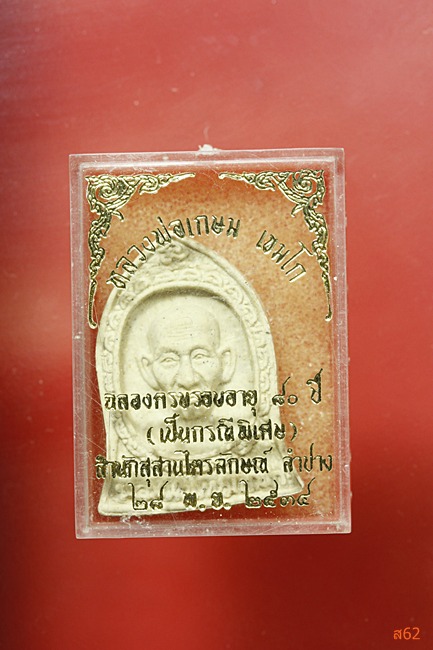 หลวงพ่อเกษม เขมโก
ฉลองครบรอบอายุ ๘๐ ปี
(เป็นกรณีพิเศษ)
สำนักสุสานไตรลักษณ์ ลำปาง
๒๘ พ.ย. ๒๕๓๔
ส62